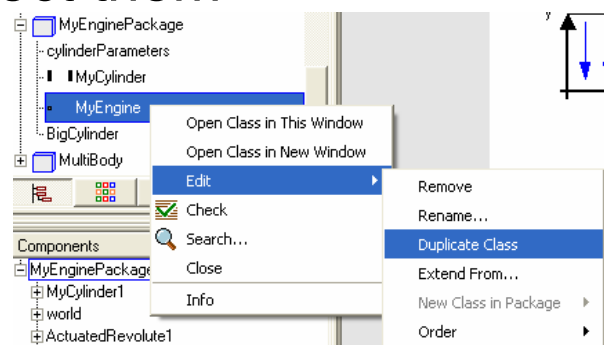 MyEnginePackage
cylinderParameters
MyCylinder
MyEngine
BigCylinder
MultiBody
Open Class in This Window
Open Class in New Window
Edit
Check
Search...
Close
Info
Remove
Rename...
Duplicate Class
Extend From...
New Class in Package
Order
Components
MyEnginePackage
MyCylinder1
world
ActuatedRevolute1
y